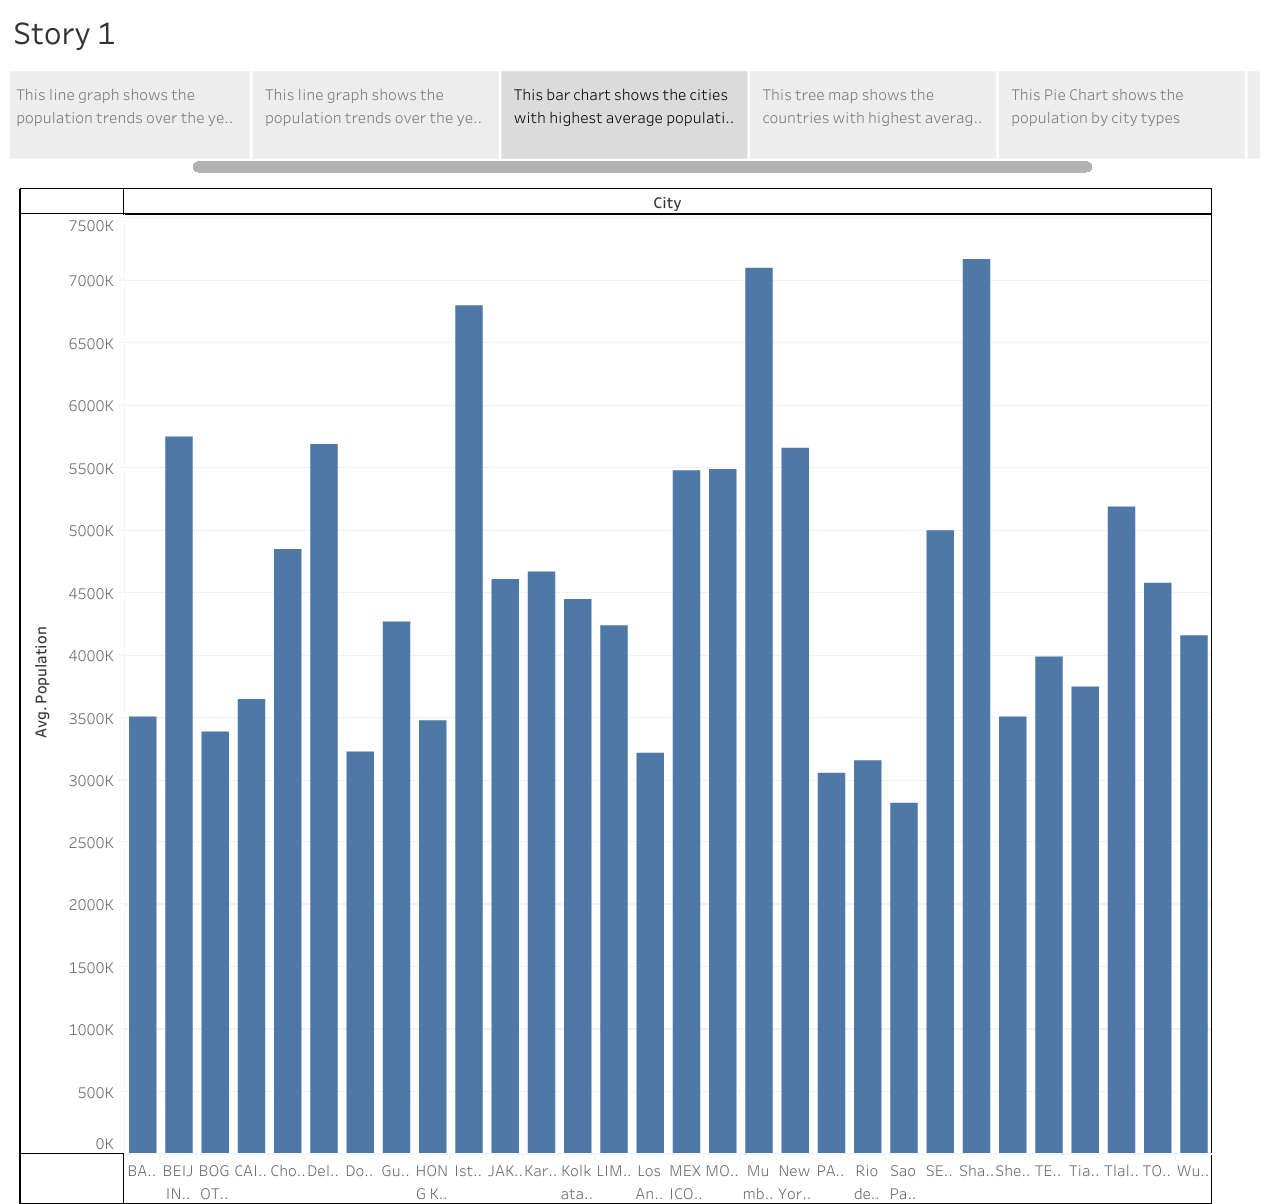 Story 1
This line graph shows the
population trends over the ye..
This line graph shows the
population trends over the ye..
This bar chart shows the cities
with highest average populati..
This tree map shows the
countries with highest averag..
This Pie Chart shows the
population by city types
City
7500K
7000K
6500K
6000K
5500K
5000K
4500K
4000K
3500K
3000K
2500K
2000K
1500K
1000K
500K
0K
Avg. Population
BA.. BEIJ BOG CAI.. Cho.. Del.. Do.. Gu.. HON Ist.. JAK.. Kar.. Kolk LIM.. Los MEX MO.. Mu New PA.. Rio Sao SE.. Sha.. She.. TE.. Tia.. Tlal.. TO.. Wu..
IN.. OT.. G K.. ata.. An.. ICO.. mb.. Yor.. de.. Pa..